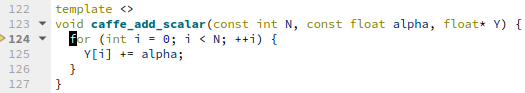 122 template <>
123 void caffe_add_scalar(const int N, const float alpha, float* Y) {
124   for (int i = 0; i < N; ++i) {
125     Y[i] += alpha;
126   }
127 }